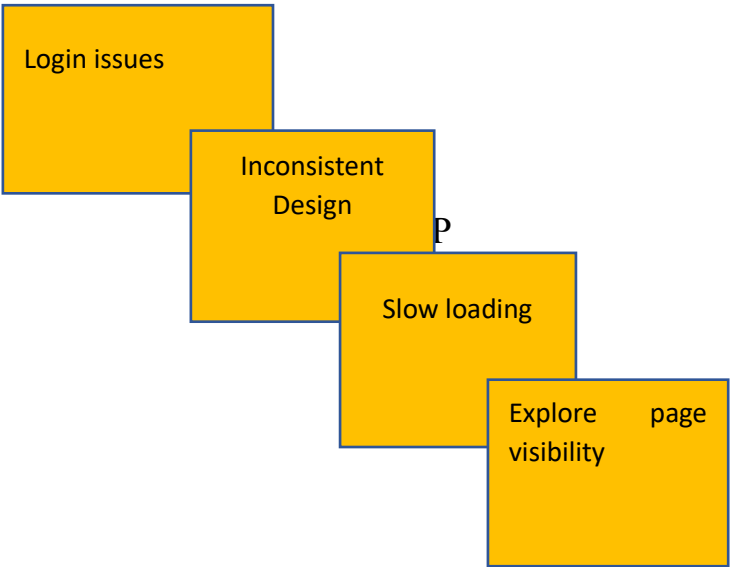 Login issues
Inconsistent
Design
P
Slow loading
Explore page
visibility